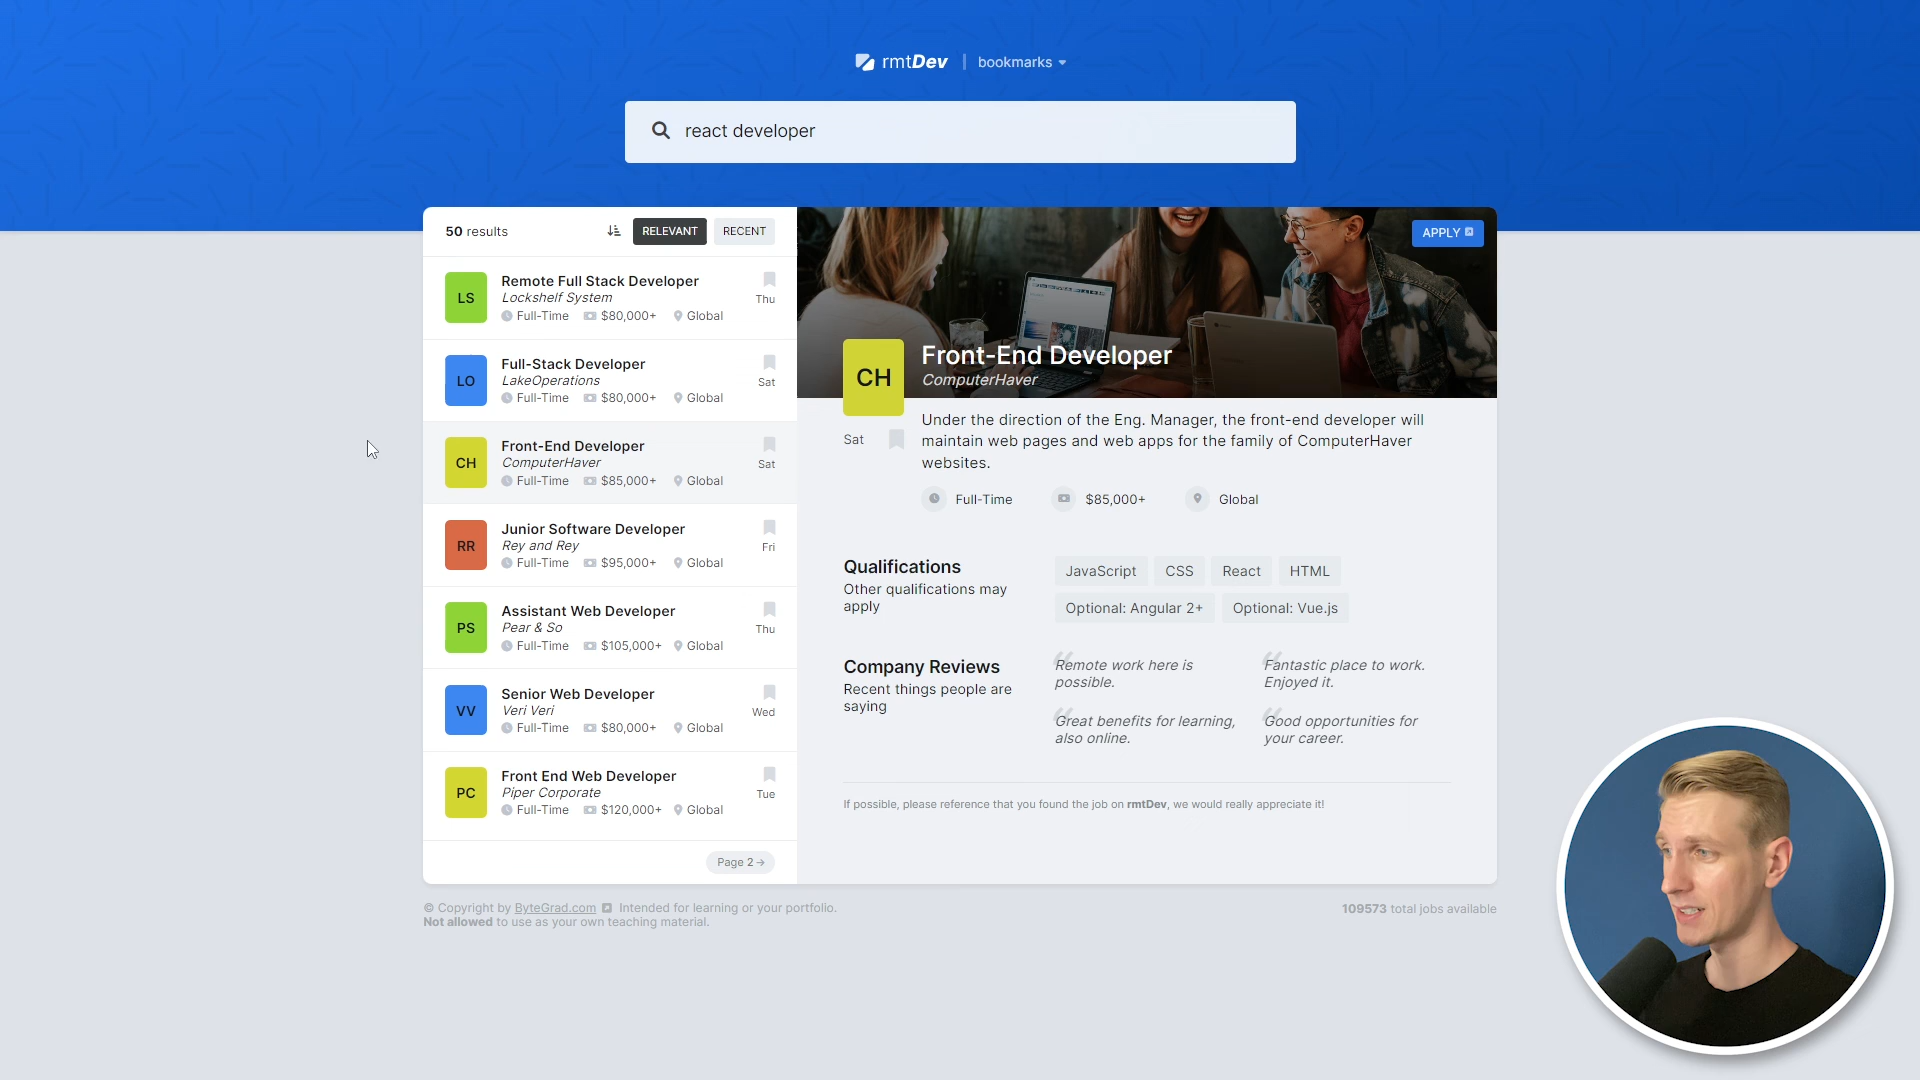 rmtDev | bookmarks
react developer
50 results
RELEVANT
RECENT
LS
Remote Full Stack Developer
Lockshelf System
Full-Time $80,000+ Global
Thu
LO
Full-Stack Developer
LakeOperations
Full-Time $80,000+ Global
Sat
CH
Front-End Developer
ComputerHaver
Full-Time $85,000+ Global
Sat
RR
Junior Software Developer
Rey and Rey
Full-Time $95,000+ Global
Fri
PS
Assistant Web Developer
Pear & So
Full-Time $105,000+ Global
Thu
VV
Senior Web Developer
Veri Veri
Full-Time $80,000+ Global
Wed
PC
Front End Web Developer
Piper Corporate
Full-Time $120,000+ Global
Tue
Page 2
APPLY
CH
Front-End Developer
ComputerHaver
Sat
Under the direction of the Eng. Manager, the front-end developer will
maintain web pages and web apps for the family of ComputerHaver
websites.
Full-Time $85,000+ Global
Qualifications
Other qualifications may
apply
JavaScript CSS React HTML
Optional: Angular 2+ Optional: Vue.js
Company Reviews
Recent things people are
saying
Remote work here is
possible.
Fantastic place to work.
Enjoyed it.
Great benefits for learning,
also online.
Good opportunities for
your career.
If possible, please reference that you found the job on rmtDev, we would really appreciate it!
© Copyright by ByteGrad.com Intended for learning or your portfolio.
Not allowed to use as your own teaching material.
109573 total jobs available